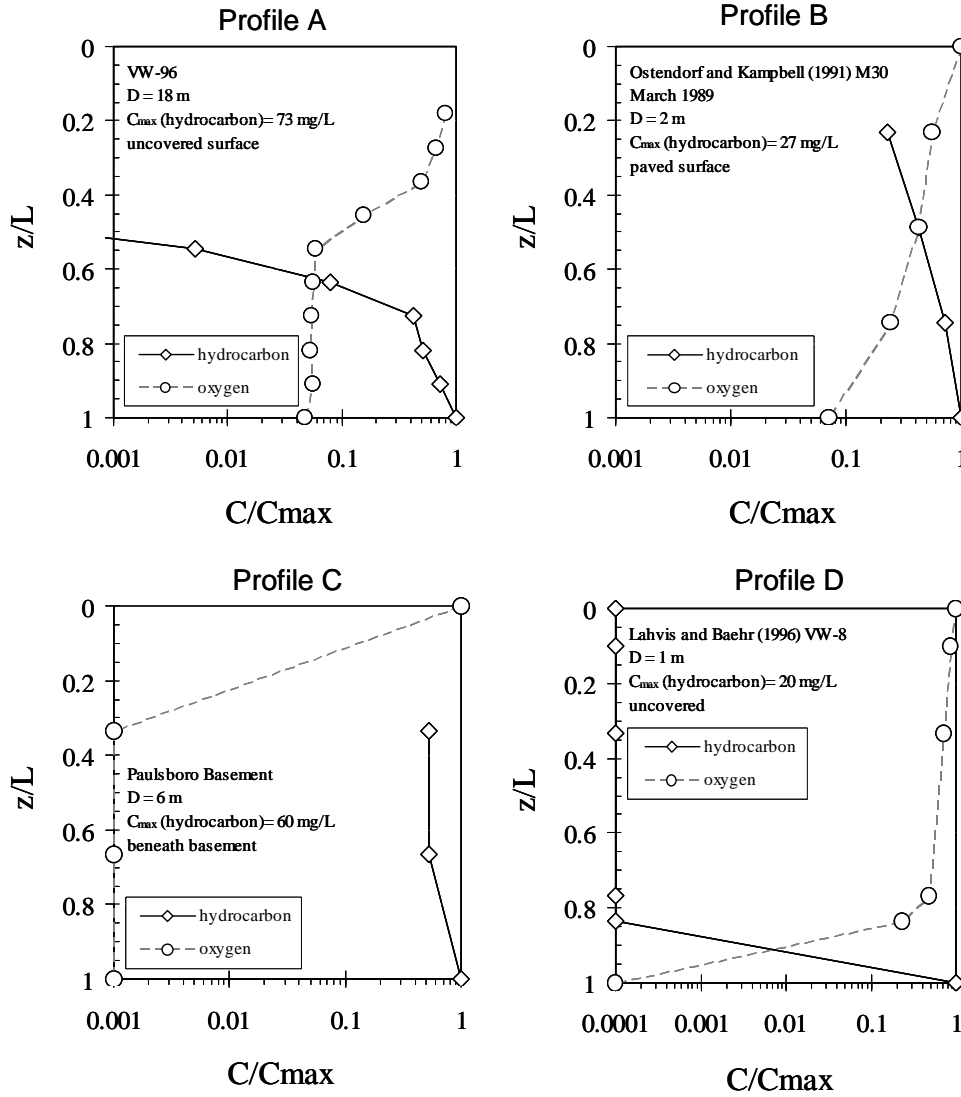 Profile A
0
0.2
0.4
0.6
0.8
1
z/L
VW-96
D = 18 m
Cmax (hydrocarbon)= 73 mg/L
uncovered surface
hydrocarbon
oxygen
0.001
0.01
0.1
1
C/Cmax
Profile B
0
0.2
0.4
0.6
0.8
1
z/L
Ostendorf and Kampbell (1991) M30
March 1989
D = 2 m
Cmax (hydrocarbon)= 27 mg/L
paved surface
hydrocarbon
oxygen
0.001
0.01
0.1
1
C/Cmax
Profile C
0
0.2
0.4
0.6
0.8
1
z/L
Paulsboro Basement
D = 6 m
Cmax (hydrocarbon)= 60 mg/L
beneath basement
hydrocarbon
oxygen
0.001
0.01
0.1
1
C/Cmax
Profile D
0
0.2
0.4
0.6
0.8
1
z/L
Lahvis and Baehr (1996) VW-8
D = 1 m
Cmax (hydrocarbon)= 20 mg/L
uncovered
hydrocarbon
oxygen
0.0001
0.001
0.01
0.1
1
C/Cmax